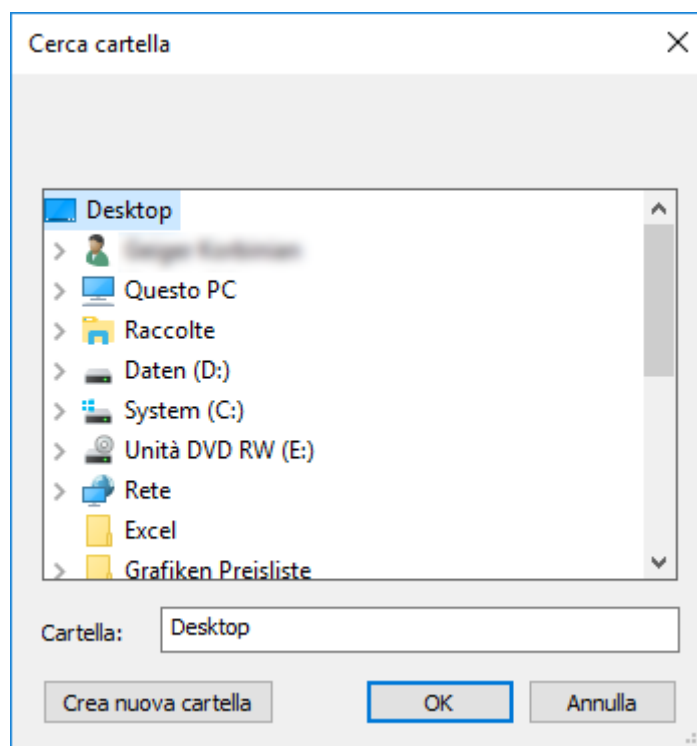 Cerca cartella
Desktop
Questo PC
Raccolte
Daten (D:)
System (C:)
Unità DVD RW (E:)
Rete
Excel
Grafiken Preisliste
Cartella: Desktop
Crea nuova cartella OK Annulla